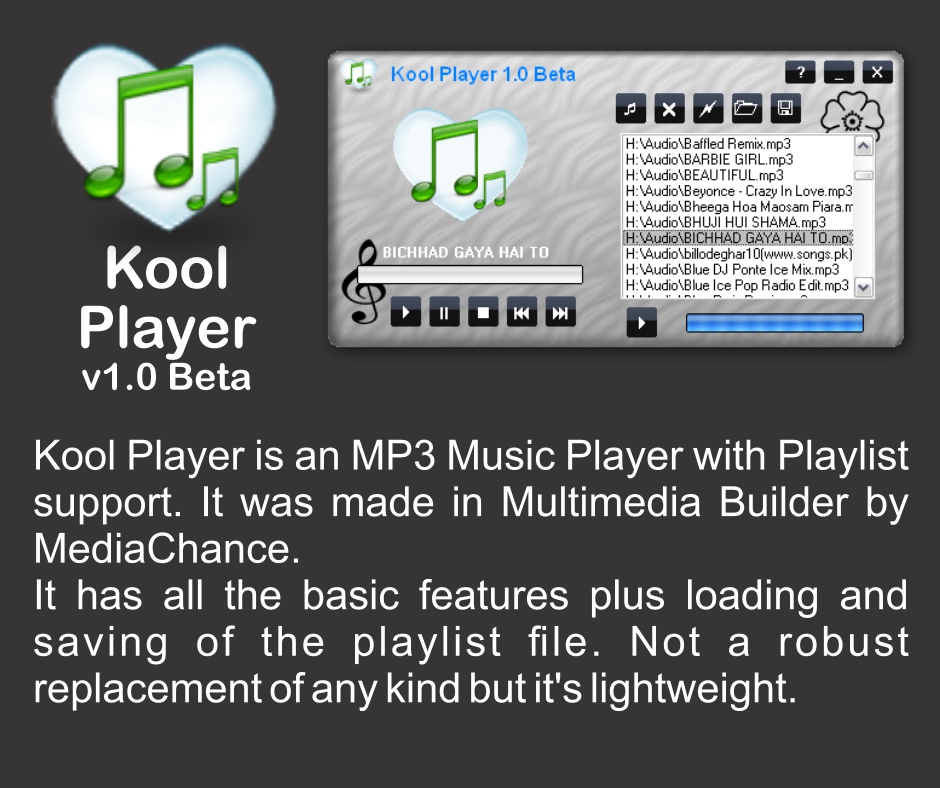 Kool
Player
v1.0 Beta
Kool Player 1.0 Beta
?
H:\Audio\Baffled Remix.mp3
H:\Audio\BARBIE GIRL.mp3
H:\Audio\BEAUTIFUL.mp3
H:\Audio\Beyonce - Crazy In Love.mp3
H:\Audio\Bheega Hoa Maosam Piara.m
H:\Audio\BHUJI HUI SHAMA.mp3
H:\Audio\BICHHAD GAYA HAI TO.mp3
H:\Audio\billodeghar10(www.songs.pk)
H:\Audio\Blue DJ Ponte Ice Mix.mp3
H:\Audio\Blue Ice Pop Radio Edit.mp3
BICHHAD GAYA HAI TO
Kool Player is an MP3 Music Player with Playlist
support. It was made in Multimedia Builder by
MediaChance.
It has all the basic features plus loading and
saving of the playlist file. Not a robust
replacement of any kind but it's lightweight.